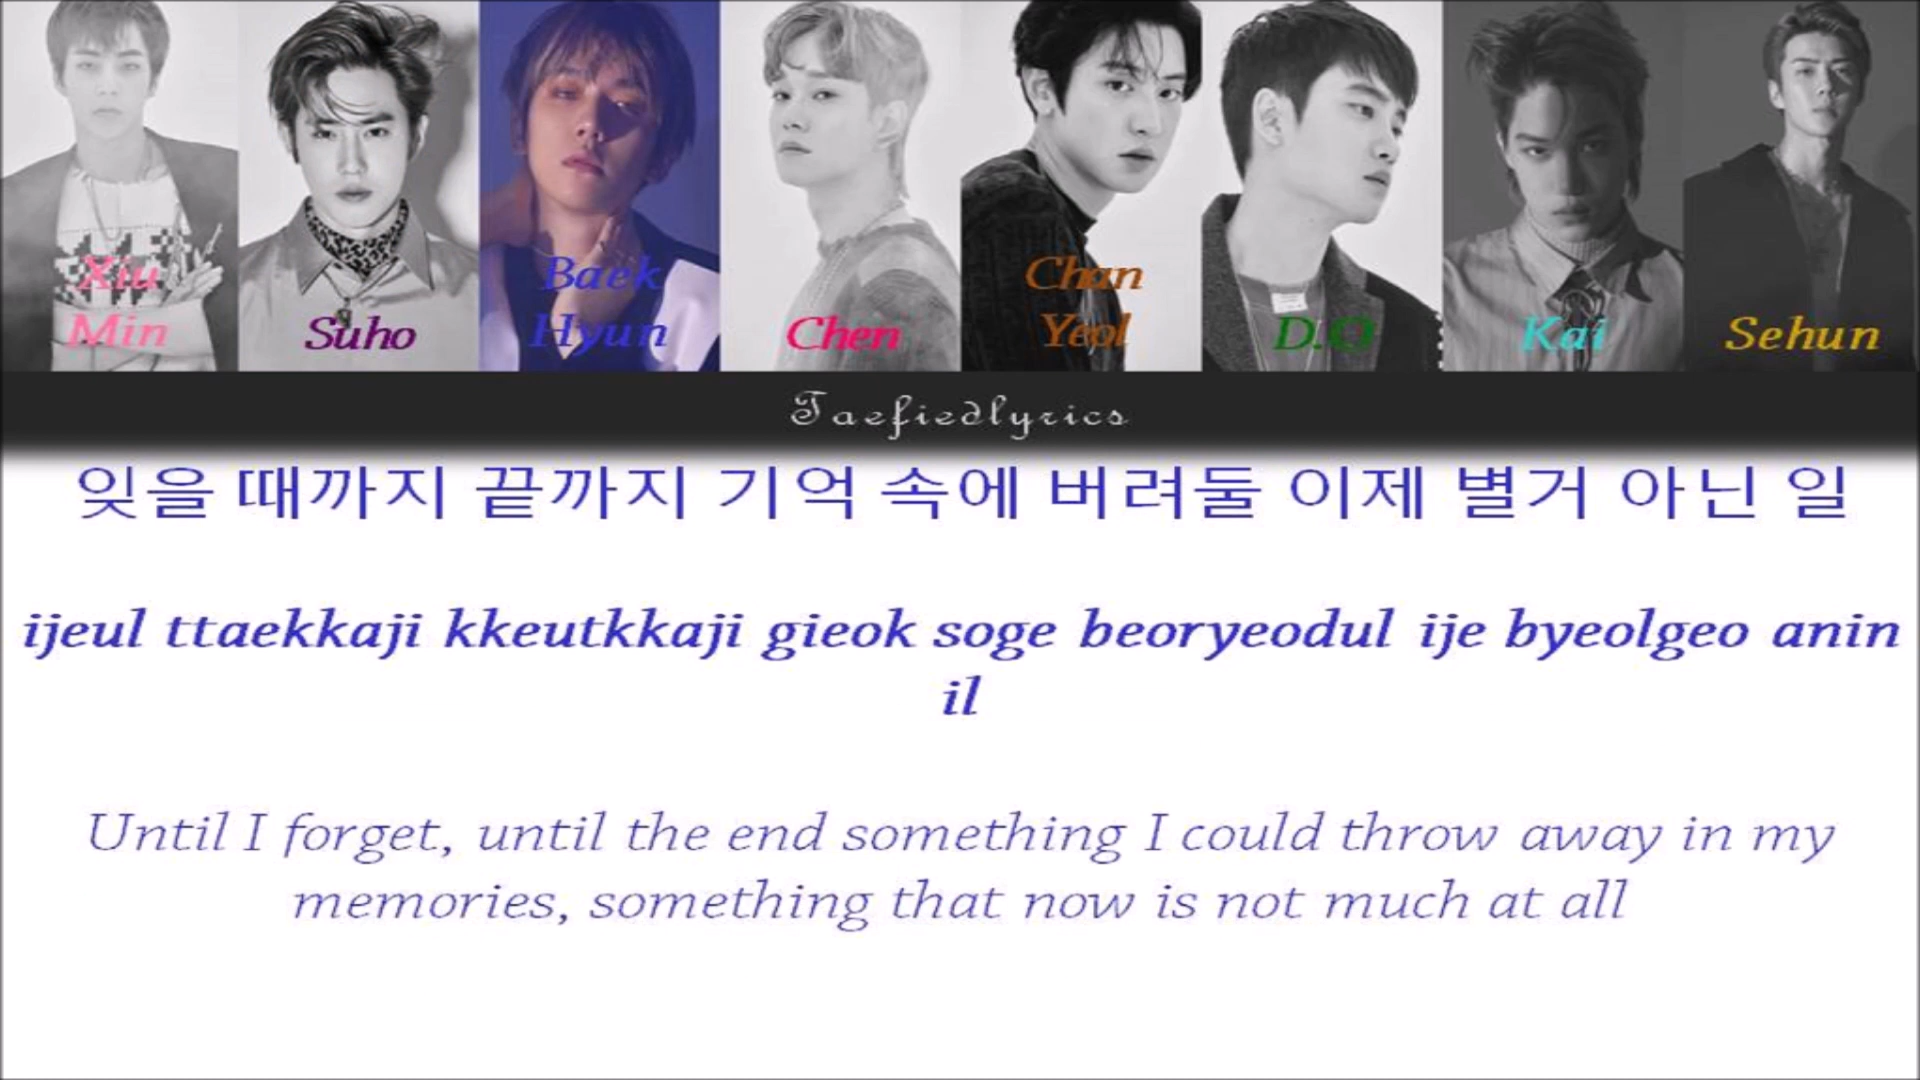 Xiu
Min
Suho
Baek
Hyun
Chen
Chan
Yeol
D.O
Kai
Sehun
Taefiedlyrics
잊을 때까지 끝까지 기억 속에 버려둘 이제 별거 아닌 일
ijeul ttaekkaji kkeutkkaji gieok soge beoryeodul ije byeolgeo anin
il
Until I forget, until the end something I could throw away in my
memories, something that now is not much at all